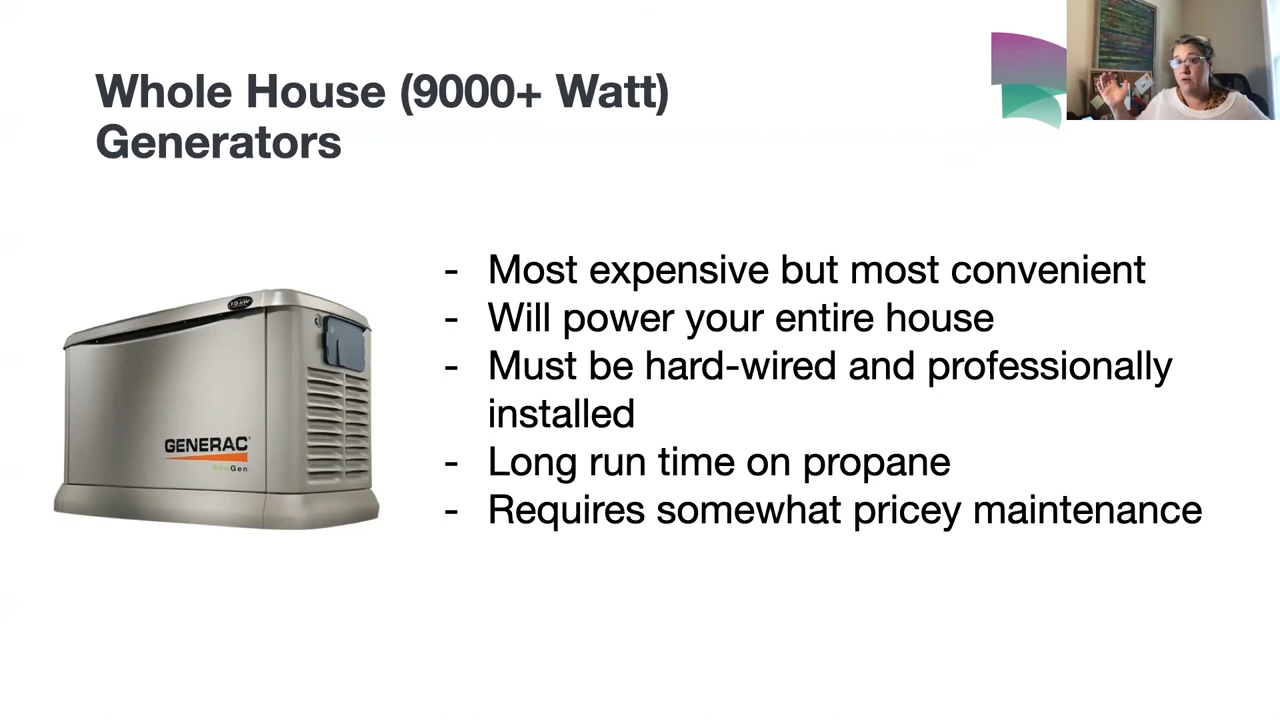 Whole House (9000+ Watt)
Generators
- Most expensive but most convenient
- Will power your entire house
- Must be hard-wired and professionally
installed
- Long run time on propane
- Requires somewhat pricey maintenance
GENERAC
EcoGen